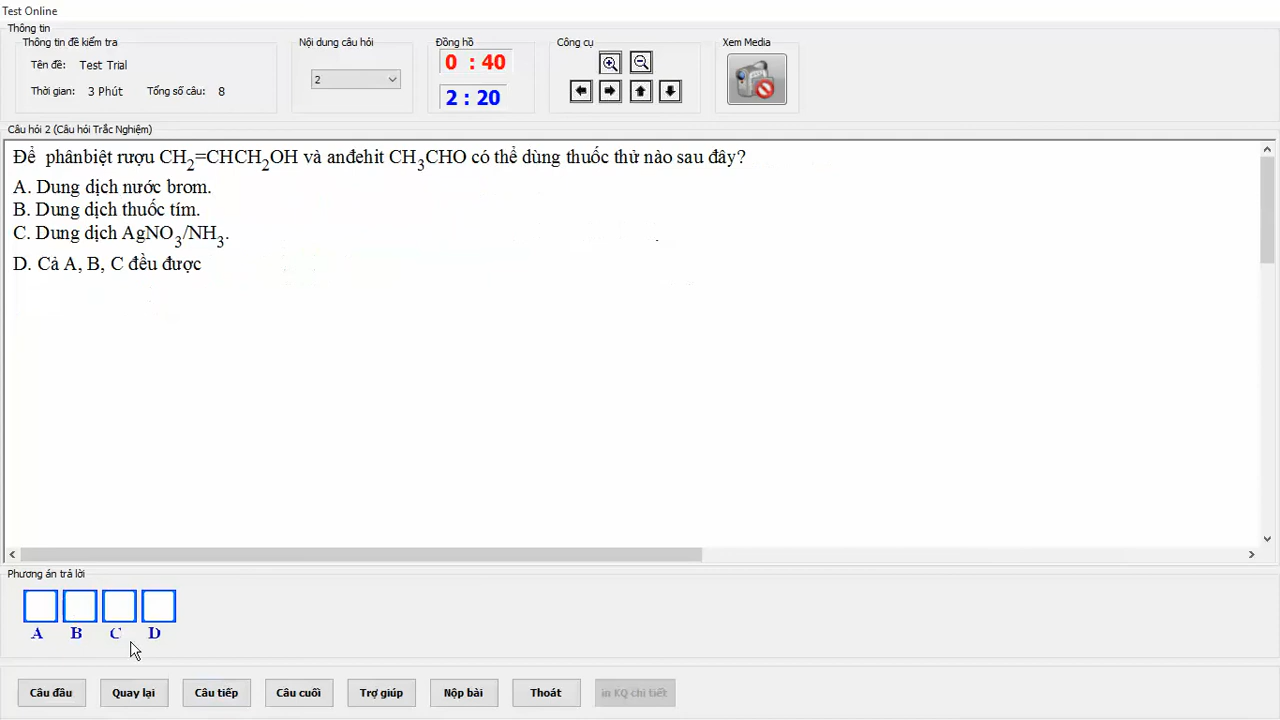 Test Online
Thông tin
Thông tin đề kiểm tra
Tên đề: Test Trial
Thời gian: 3 Phút Tổng số câu: 8
Nội dung câu hỏi
2
Đồng hồ
0 : 40
2 : 20
Công cụ
Xem Media
Câu hỏi 2 (Câu hỏi Trắc Nghiệm)
Để phânbiệt rượu CH2=CHCH2OH và anđehit CH3CHO có thể dùng thuốc thử nào sau đây?
A. Dung dịch nước brom.
B. Dung dịch thuốc tím.
C. Dung dịch AgNO3/NH3.
D. Cả A, B, C đều được
Phương án trả lời
A B C D
Câu đầu Quay lại Câu tiếp Câu cuối Trợ giúp Nộp bài Thoát in KQ chi tiết